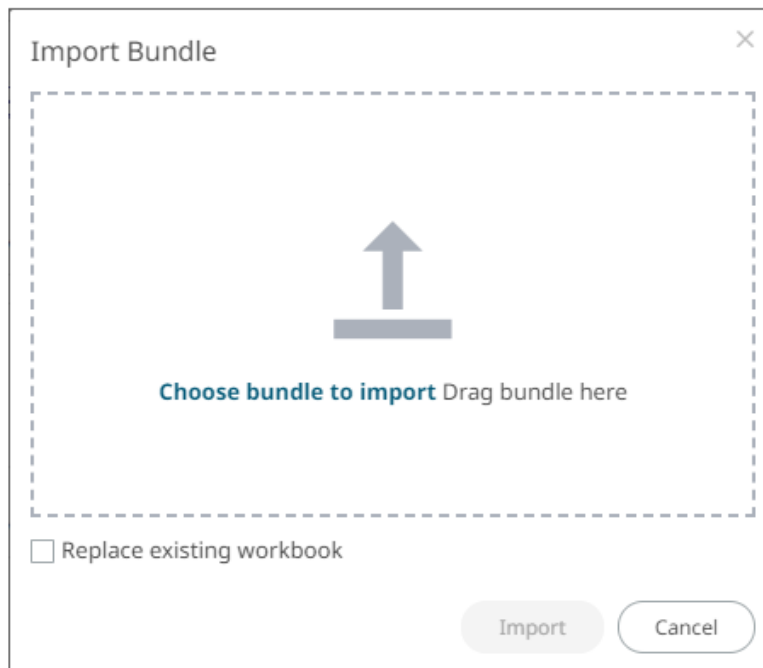 Import Bundle
Choose bundle to import Drag bundle here
Replace existing workbook
Import
Cancel